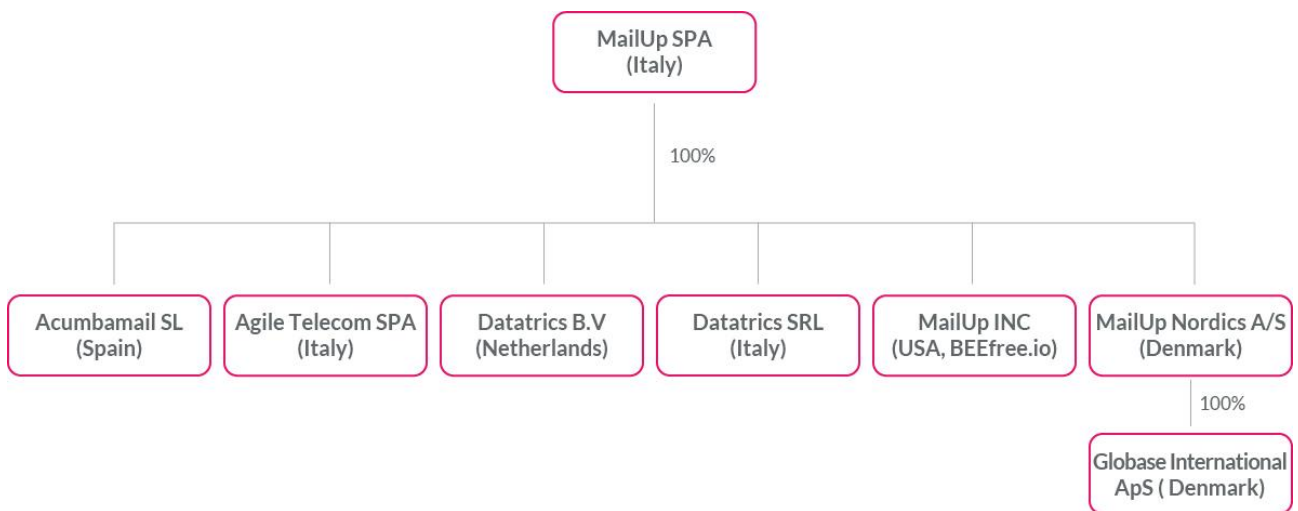 MailUp SPA
(Italy)
100%
Acumbamail SL
(Spain)
Agile Telecom SPA
(Italy)
Datatrics B.V
(Netherlands)
Datatrics SRL
(Italy)
MailUp INC
(USA, BEEfree.io)
MailUp Nordics A/S
(Denmark)
100%
Globase International
ApS ( Denmark)